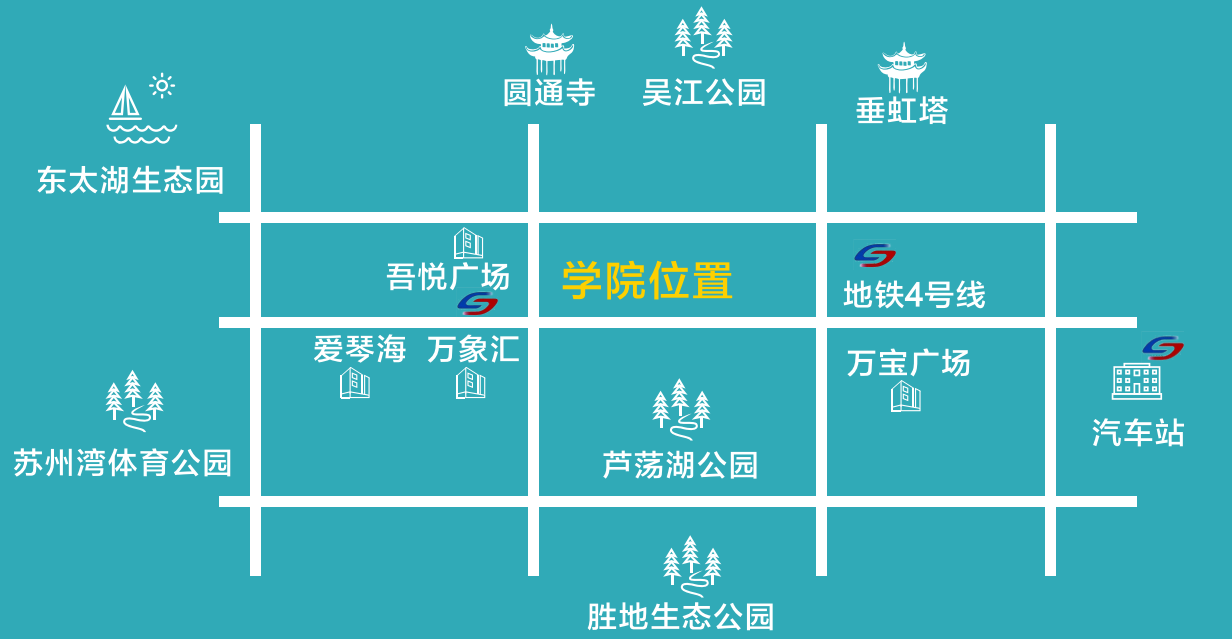 圆通寺
吴江公园
垂虹塔
东太湖生态园
吾悦广场
学院位置
地铁4号线
爱琴海
万象汇
万宝广场
汽车站
苏州湾体育公园
芦荡湖公园
胜地生态公园